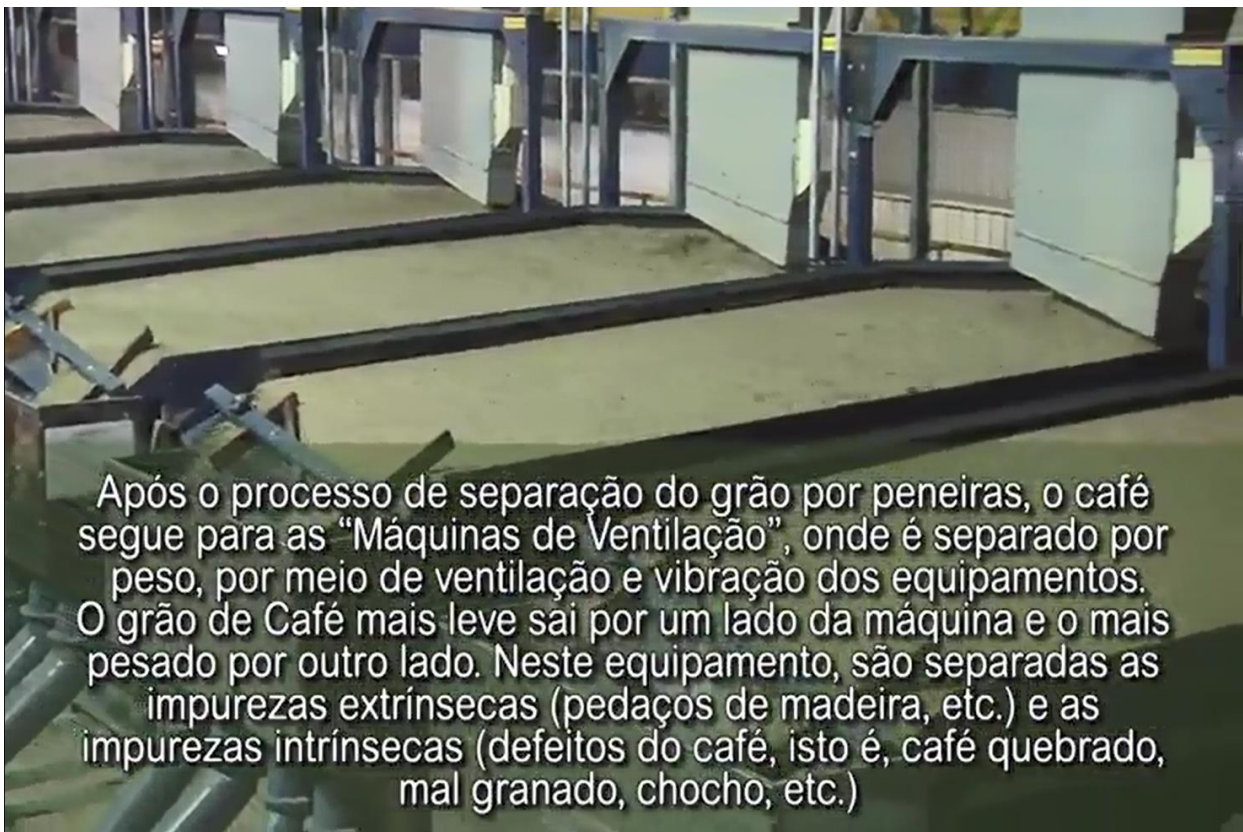 Após o processo de separação do grão por peneiras, o café
segue para as “Máquinas de Ventilação”, onde é separado por
peso, por meio de ventilação e vibração dos equipamentos.
O grão de Café mais leve sai por um lado da máquina e o mais
pesado por outro lado. Neste equipamento, são separadas as
impurezas extrínsecas (pedaços de madeira, etc.) e as
impurezas intrínsecas (defeitos do café, isto é, café quebrado,
mal granado, chocho, etc.)